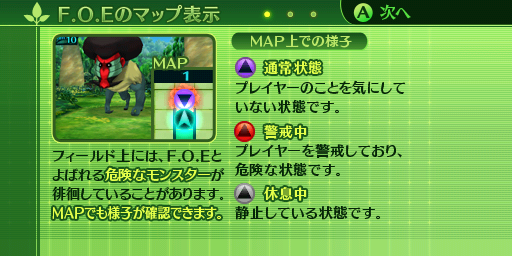 F.O.Eのマップ表示
A 次へ
10
MAP
1
フィールド上には、F.O.Eと
よばれる危険なモンスターが
徘徊していることがあります。
MAPでも様子が確認できます。
MAP上での様子
通常状態
プレイヤーのことを気にして
いない状態です。
警戒中
プレイヤーを警戒しており、
危険な状態です。
休息中
静止している状態です。